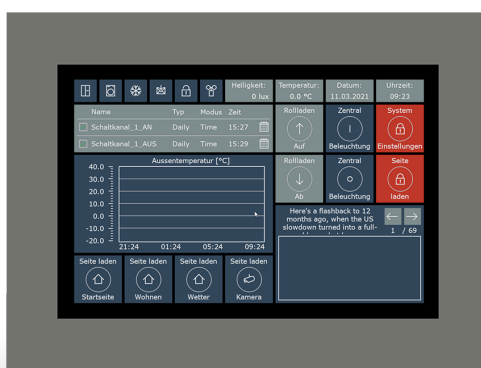 Helligkeit:
0 lux
Temperatur:
0.0 °C
Datum:
11.03.2021
Uhrzeit:
09:23
Name Typ Modus Zeit
Schaltkanal_1_AN Daily Time 15:27
Schaltkanal_1_AUS Daily Time 15:29
Rollladen
Auf
Zentral
Beleuchtung
System
Einstellungen
Aussentemperatur [°C]
40.0
30.0
20.0
10.0
0.0
-10.0
-20.0
21:24 01:24 05:24 09:24
Rollladen
Ab
Zentral
Beleuchtung
Seite
laden
Here's a flashback to 12
months ago, when the US
slowdown turned into a full-
1 / 69
Seite laden
Startseite
Seite laden
Wohnen
Seite laden
Wetter
Seite laden
Kamera